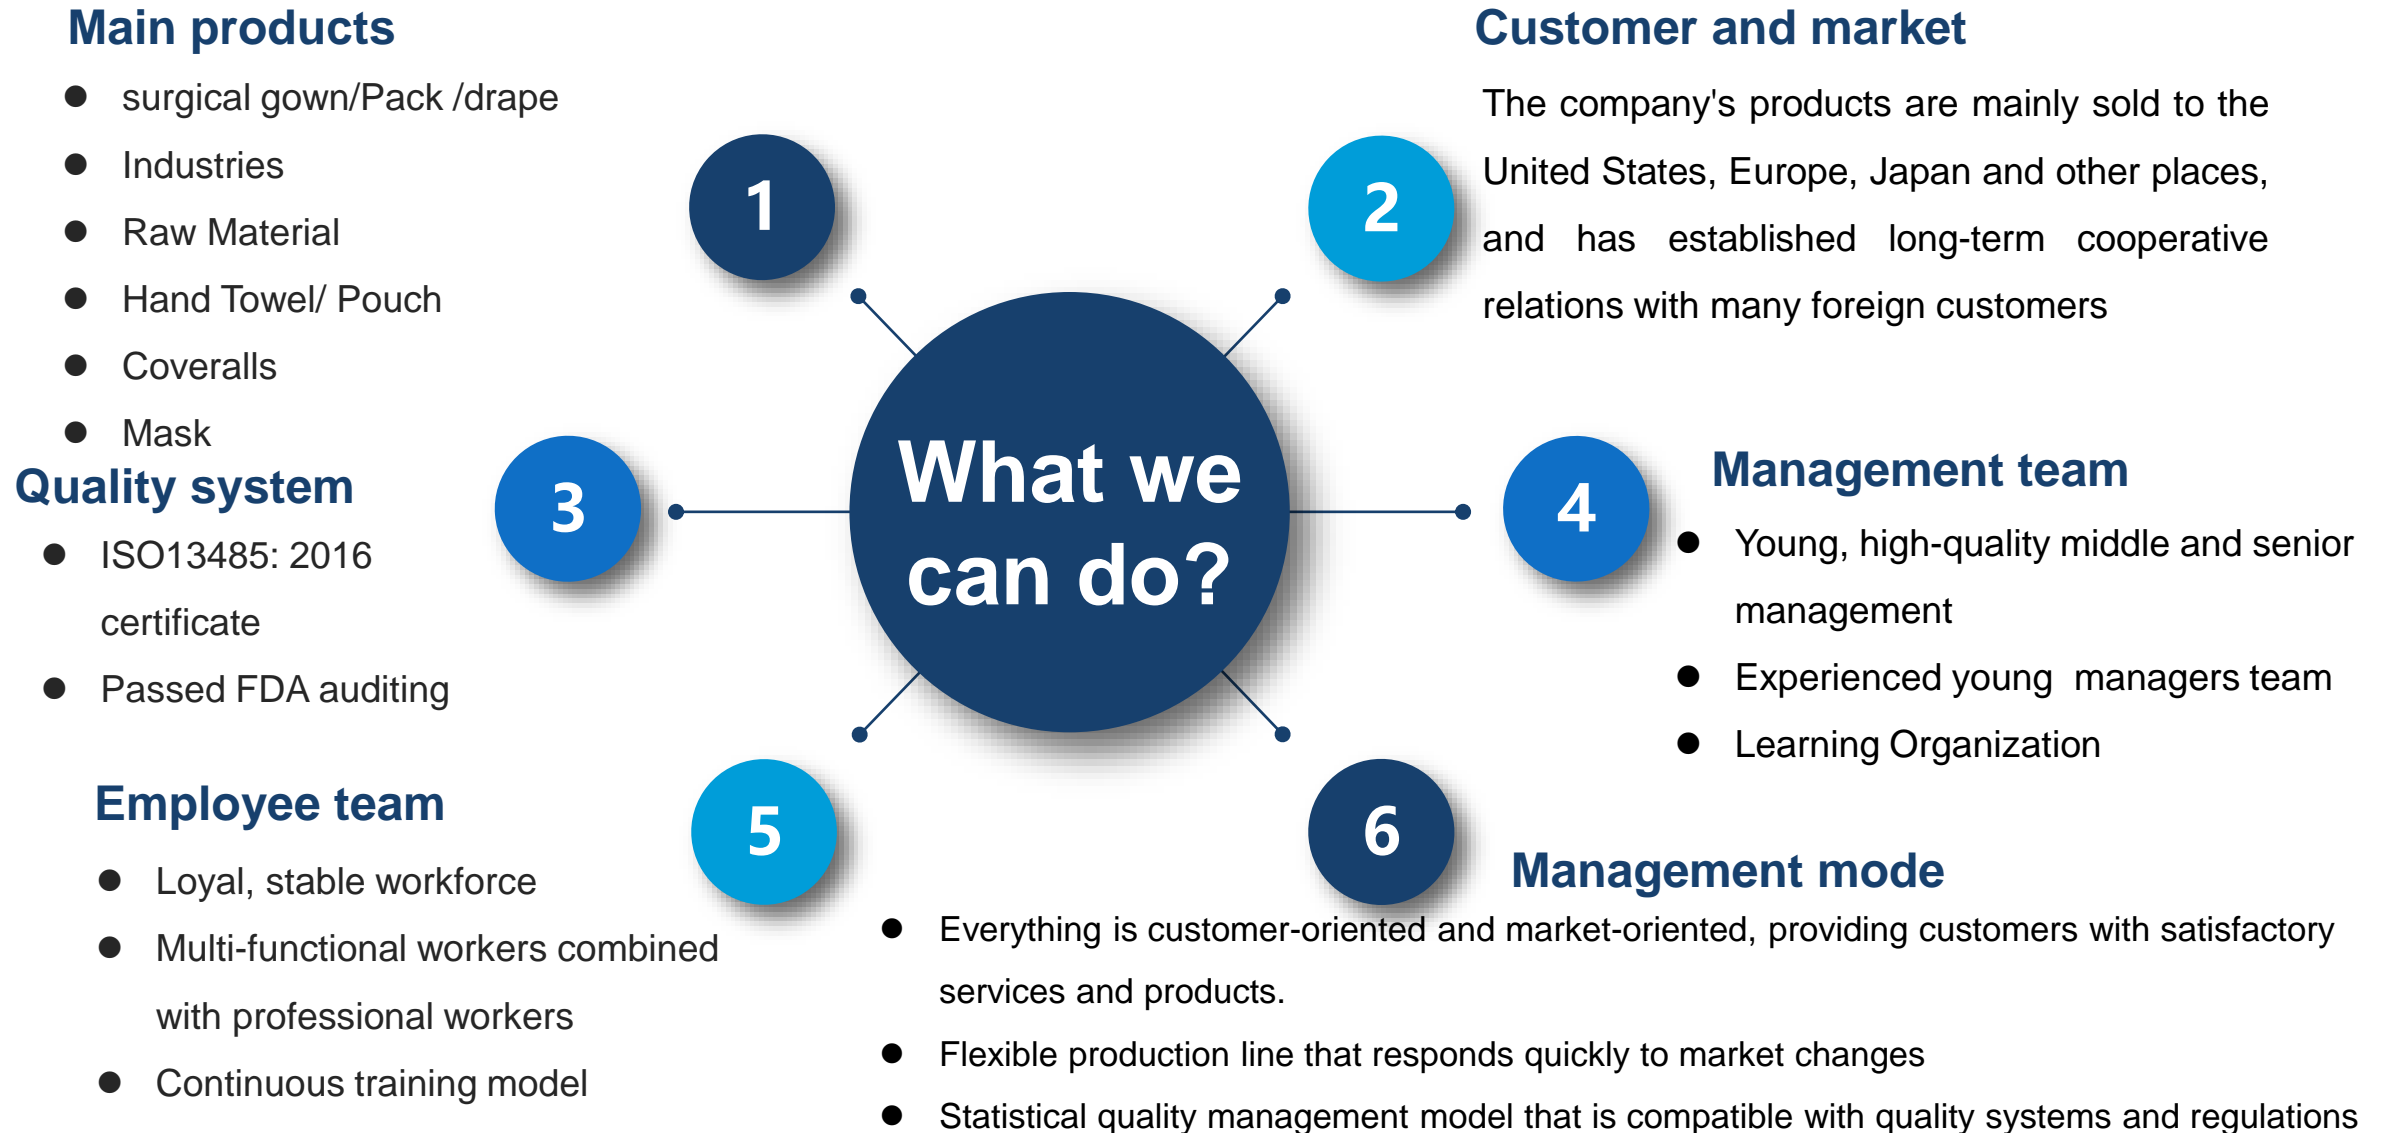 Main products
surgical gown/Pack /drape
Industries
Raw Material
Hand Towel/ Pouch
Coveralls
Mask
1
2
Customer and market
The company's products are mainly sold to the
United States, Europe, Japan and other places,
and has established long-term cooperative
relations with many foreign customers
Quality system
ISO13485: 2016
certificate
Passed FDA auditing
3
What we
can do?
4
Management team
Young, high-quality middle and senior
management
Experienced young  managers team
Learning Organization
Employee team
Loyal, stable workforce
Multi-functional workers combined
with professional workers
Continuous training model
5
6
Management mode
Everything is customer-oriented and market-oriented, providing customers with satisfactory
services and products.
Flexible production line that responds quickly to market changes
Statistical quality management model that is compatible with quality systems and regulations